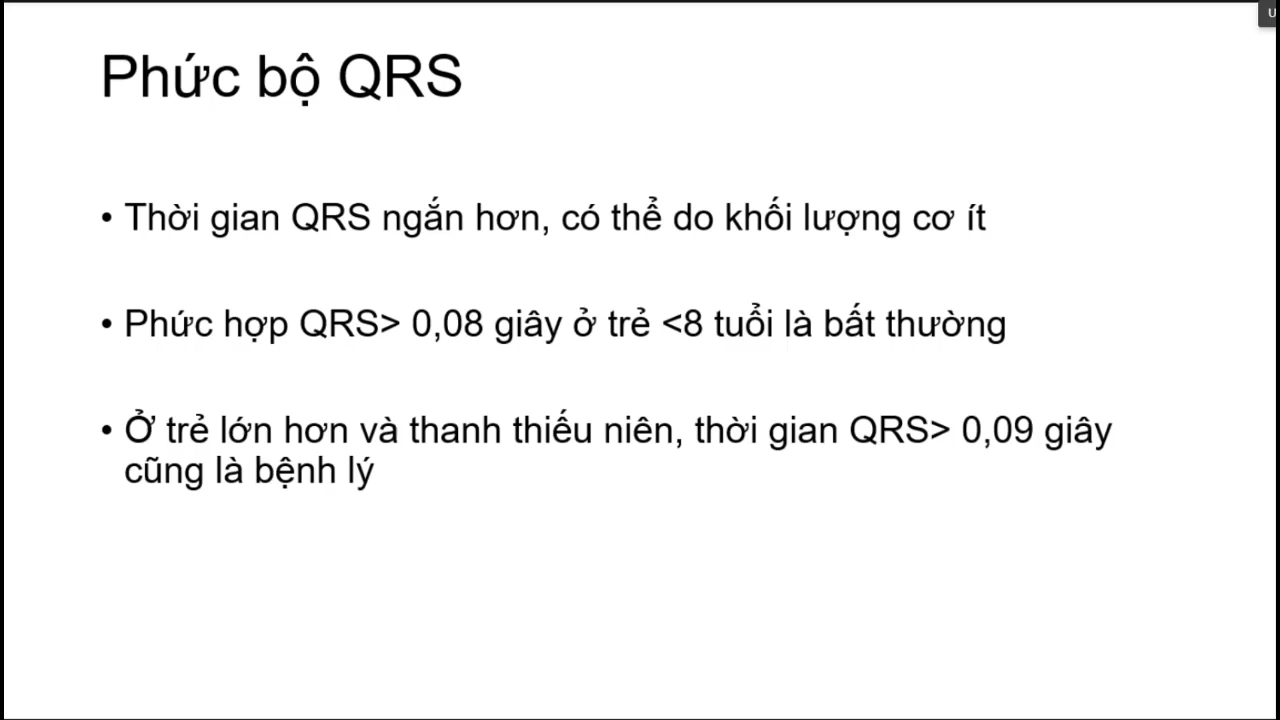 Phức bộ QRS
• Thời gian QRS ngắn hơn, có thể do khối lượng cơ ít
• Phức hợp QRS> 0,08 giây ở trẻ <8 tuổi là bất thường
• Ở trẻ lớn hơn và thanh thiếu niên, thời gian QRS> 0,09 giây
cũng là bệnh lý